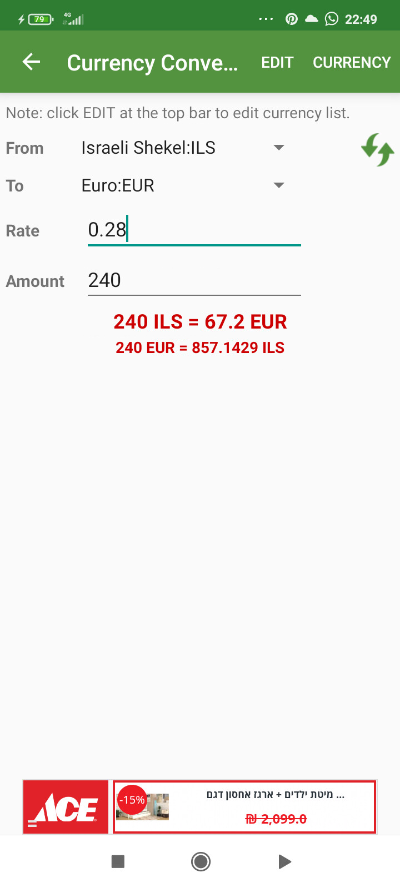 79 4G ... 22:49
Currency Conve... EDIT CURRENCY
Note: click EDIT at the top bar to edit currency list.
From Israeli Shekel:ILS
To Euro:EUR
Rate 0.28
Amount 240
240 ILS = 67.2 EUR
240 EUR = 857.1429 ILS
ACE
-15%
מיטת ילדים + ארגז אחסון דגם ...
₪ 2,099.0